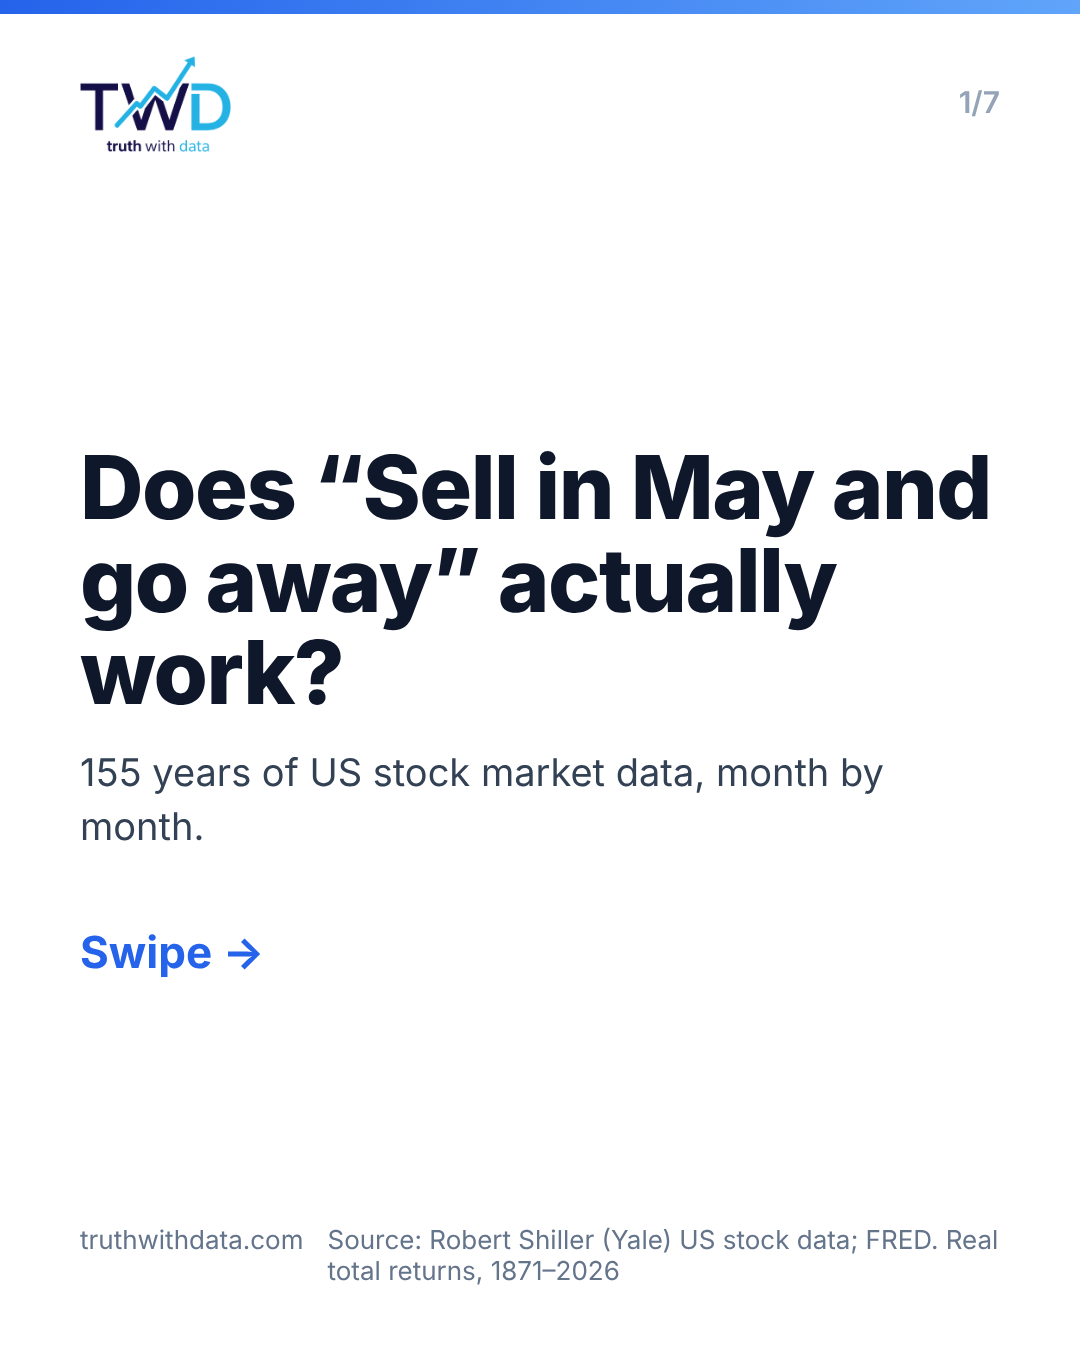 TWD
truth with data
1/7
Does “Sell in May and
go away” actually
work?
155 years of US stock market data, month by
month.
Swipe →
truthwithdata.com
Source: Robert Shiller (Yale) US stock data; FRED. Real
total returns, 1871–2026